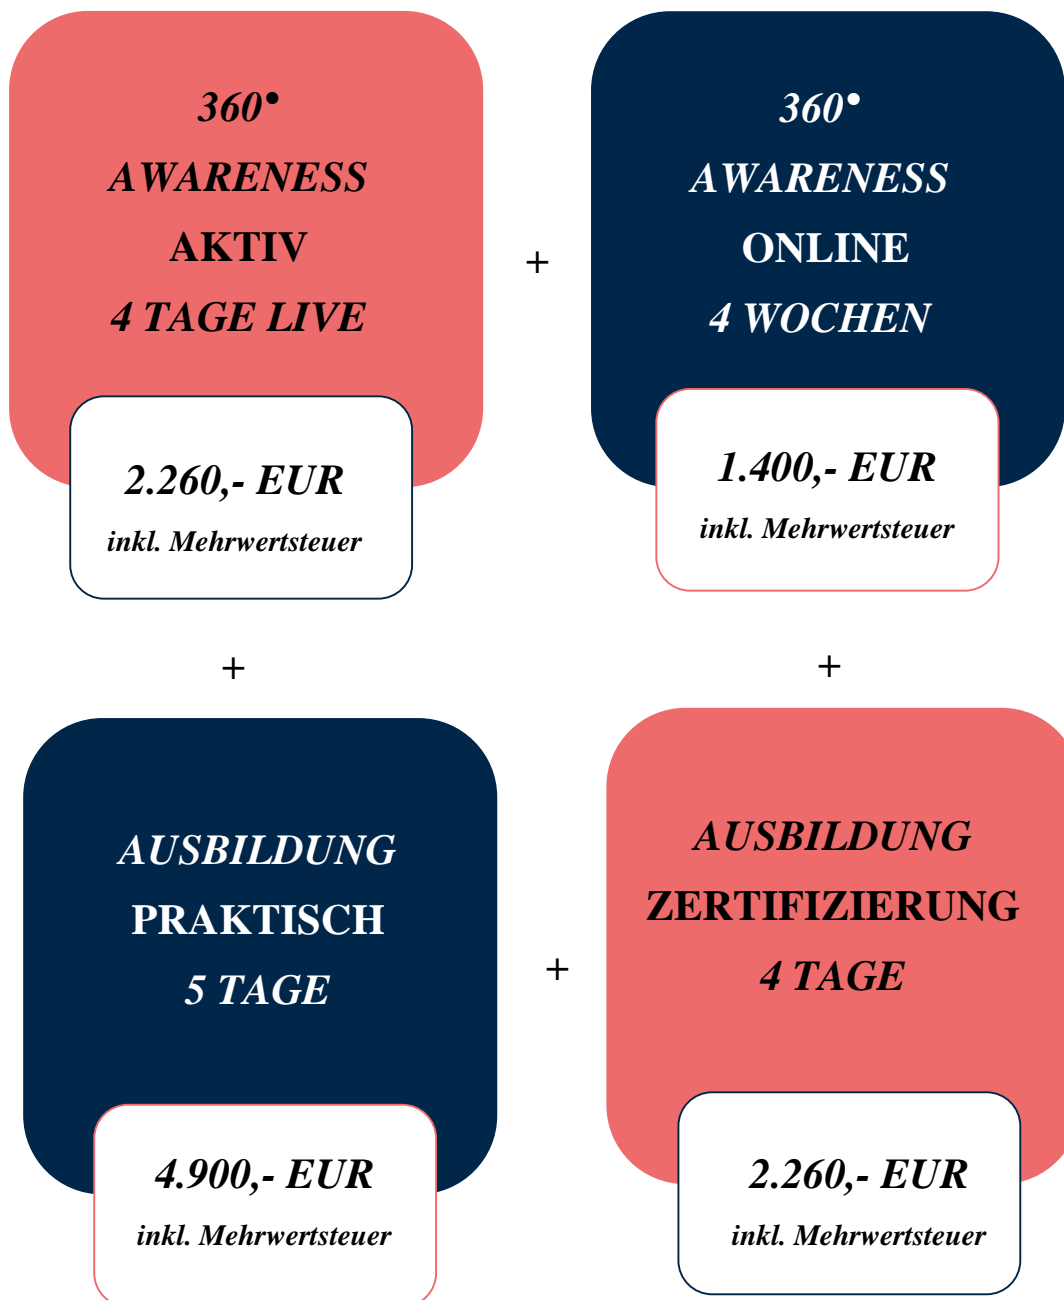 360°
AWARENESS
AKTIV
4 TAGE LIVE
2.260,- EUR
inkl. Mehrwertsteuer
+
360°
AWARENESS
ONLINE
4 WOCHEN
1.400,- EUR
inkl. Mehrwertsteuer
+
+
AUSBILDUNG
PRAKTISCH
5 TAGE
4.900,- EUR
inkl. Mehrwertsteuer
+
AUSBILDUNG
ZERTIFIZIERUNG
4 TAGE
2.260,- EUR
inkl. Mehrwertsteuer